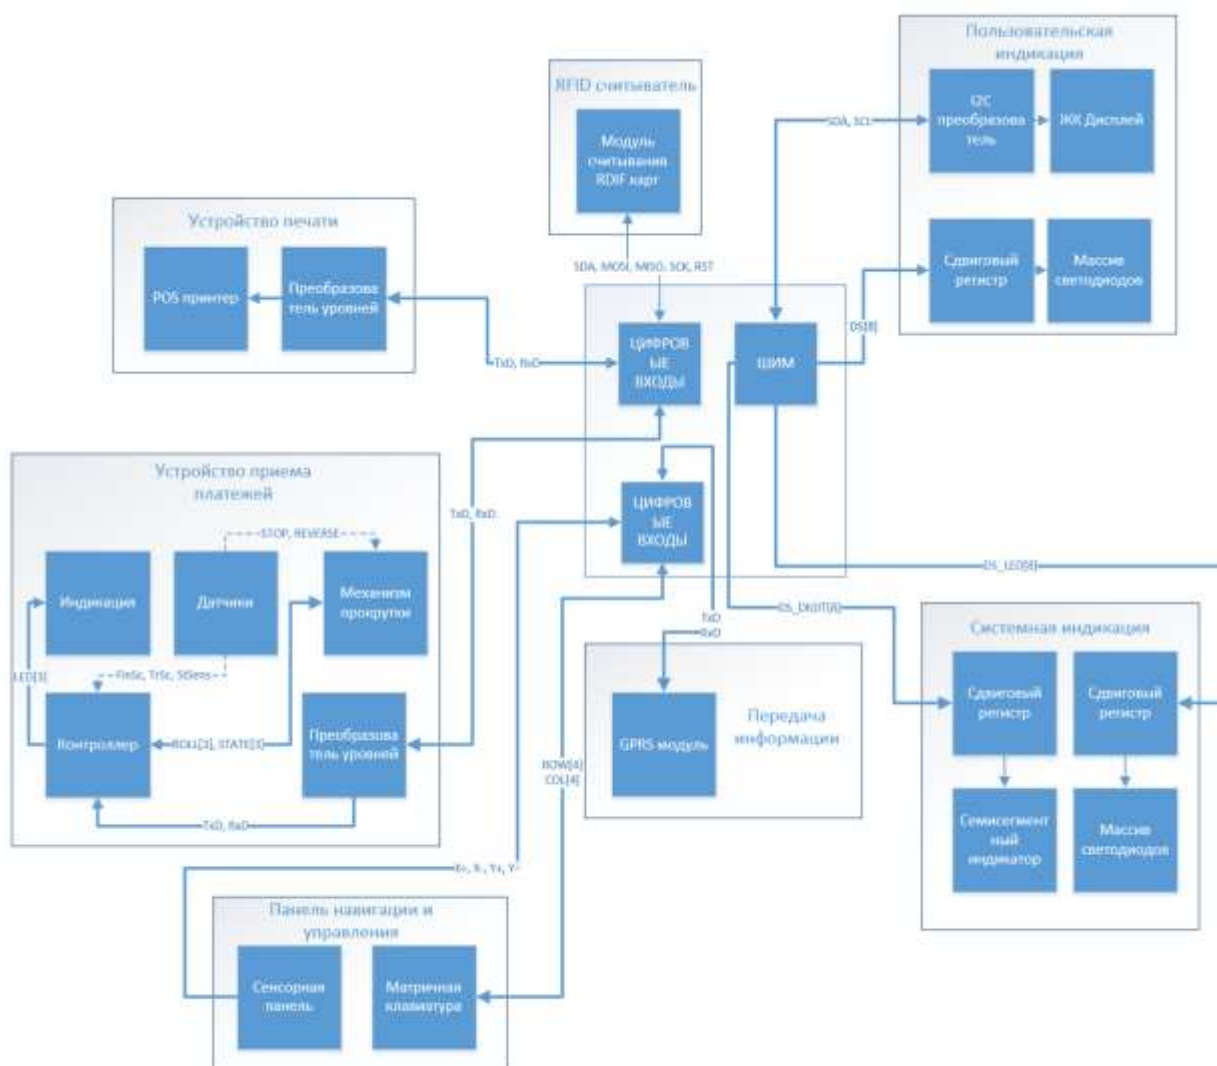 Пользовательская
индикация
I2C
преобразова
тель
ЖК Дисплей
SDA, SCL
Сдвиговый
регистр
Массив
светодиодов
DS[8]
RFID считыватель
Модуль
считывания
RDIF карт
SDA, MOSI, MISO, SCK, RST
Устройство печати
POS принтер
Преобразова
тель уровней
TxD, RxD
ЦИФРОВ
ЫЕ
ВХОДЫ
ШИМ
ЦИФРОВ
ЫЕ
ВХОДЫ
Устройство приема
платежей
STOP, REVERSE
Индикация
Датчики
Механизм
прокрутки
LED[3]
FinSc, TrSc, StSens
Контроллер
ROLL[3], STATE[3]
Преобразова
тель уровней
TxD, RxD
TxD, RxD
TxD
RxD
DS_LED[8]
DS_DIGIT[6]
Передача
информации
GPRS модуль
ROW[4]
COL[4]
X+, X-, Y+, Y-
Системная индикация
Сдвиговый
регистр
Сдвиговый
регистр
Семисегмент
ный
индикатор
Массив
светодиодов
Панель навигации и
управления
Сенсорная
панель
Матричная
клавиатура